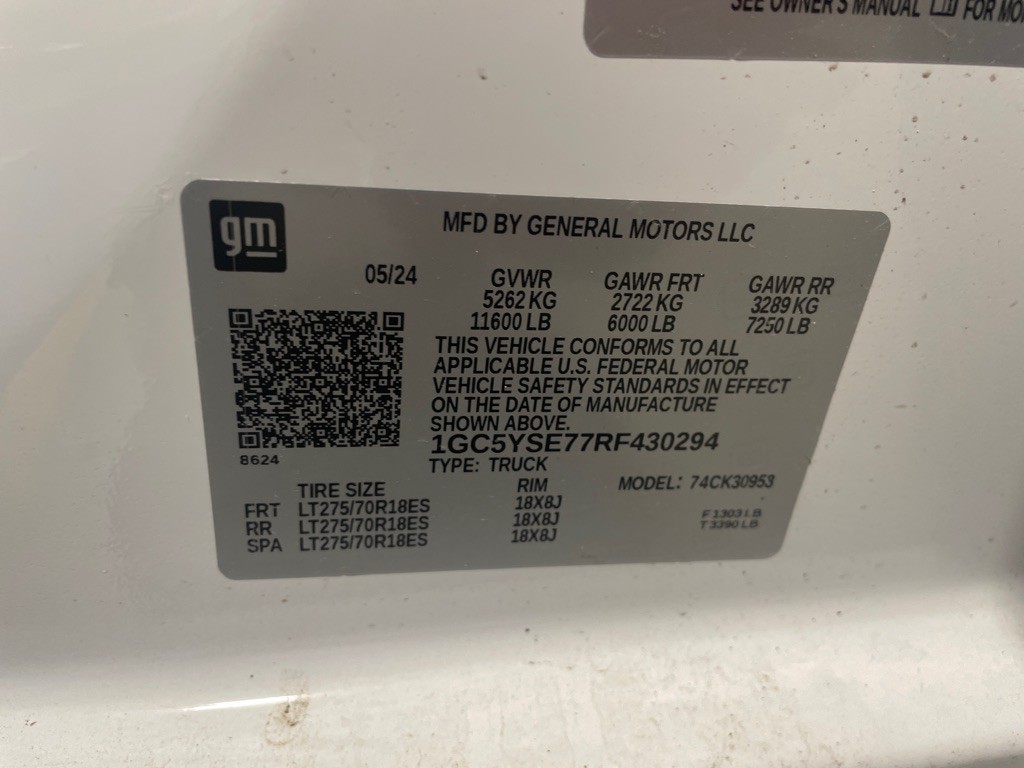 SEE OWNER'S MANUAL FOR
gm
MFD BY GENERAL MOTORS LLC
05/24 GVWR GAWR FRT GAWR RR
5262 KG 2722 KG 3289 KG
11600 LB 6000 LB 7250 LB
THIS VEHICLE CONFORMS TO ALL
APPLICABLE U.S. FEDERAL MOTOR
VEHICLE SAFETY STANDARDS IN EFFECT
ON THE DATE OF MANUFACTURE
SHOWN ABOVE.
1GC5YSE77RF430294
8624
TYPE: TRUCK
TIRE SIZE RIM MODEL: 74CK30953
FRT LT275/70R18ES 18X8J F 1303 LB
RR LT275/70R18ES 18X8J T 3390 LB
SPA LT275/70R18ES 18X8J